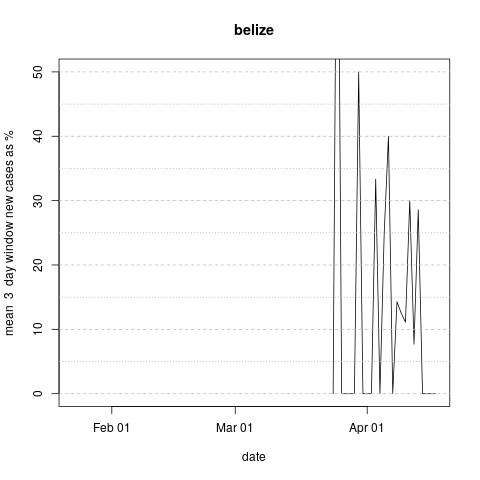 belize
mean 3 day window new cases as %
50
40
30
20
10
0
Feb 01
Mar 01
Apr 01
date